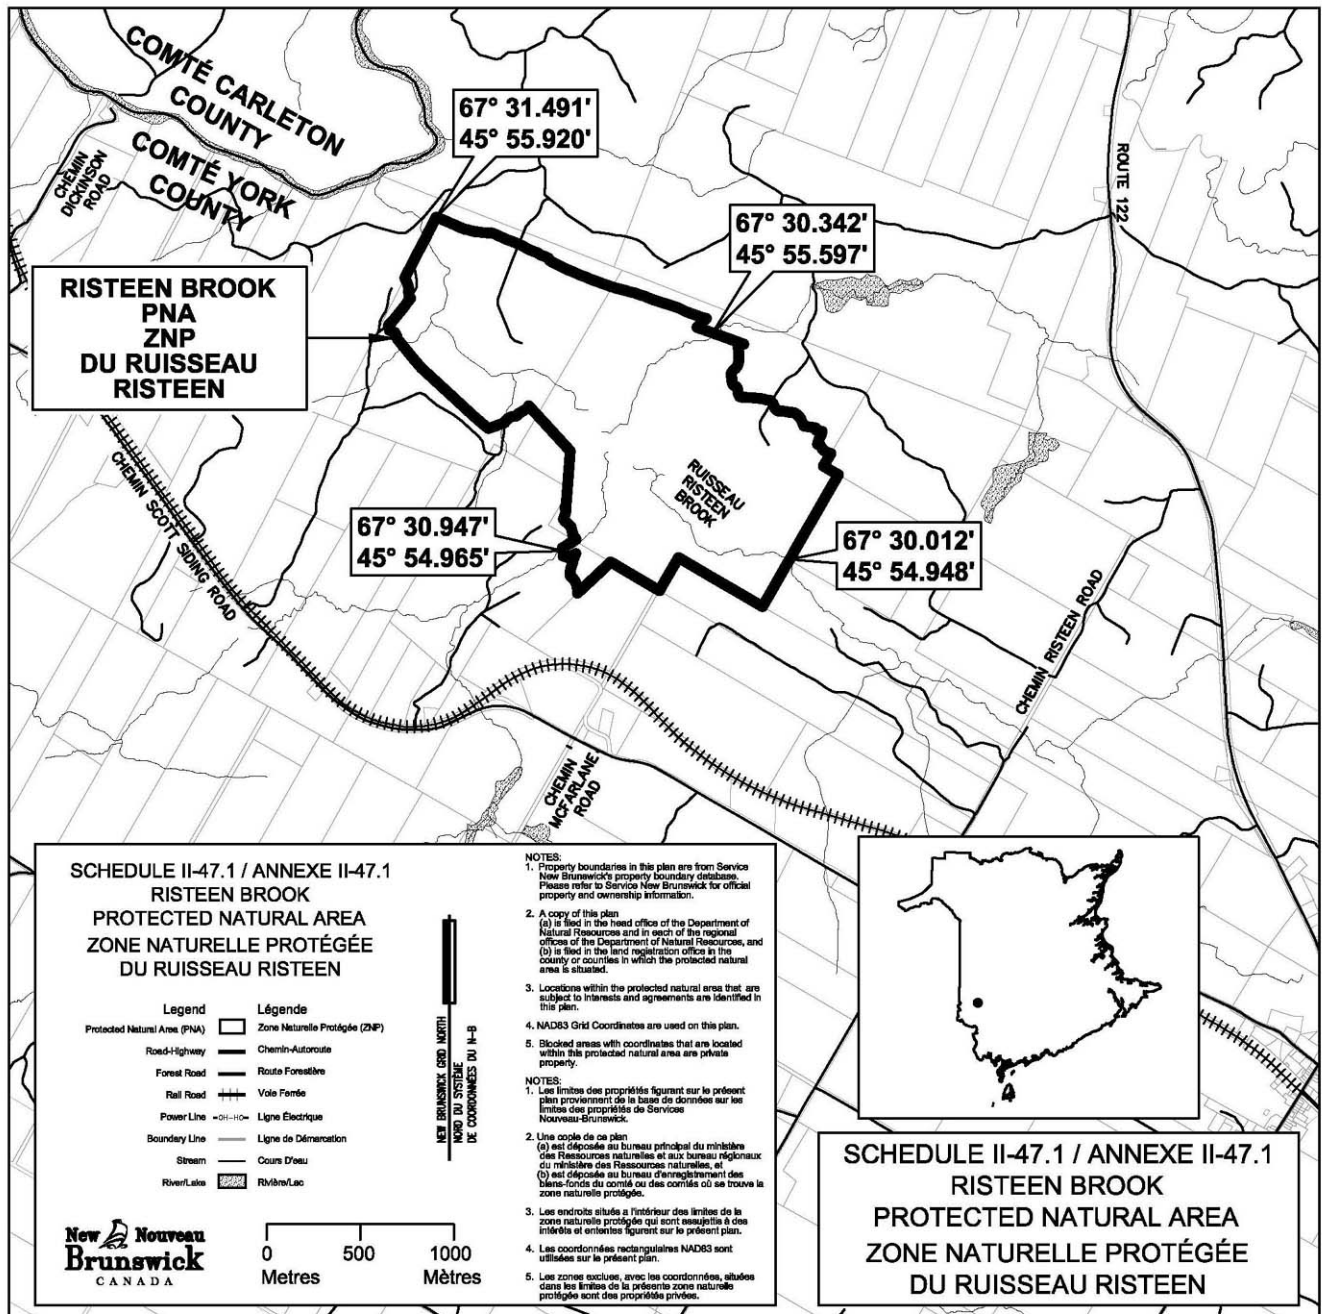 COMTÉ CARLETON
COUNTY
COMTÉ YORK
COUNTY
CHEMIN
DICKINSON
ROAD
67° 31.491'
45° 55.920'
ROUTE 122
67° 30.342'
45° 55.597'
RISTEEN BROOK
PNA
ZNP
DU RUISSEAU
RISTEEN
CHEMIN SCOTT SIDING ROAD
RUISSEAU
RISTEEN
BROOK
67° 30.947'
45° 54.965'
67° 30.012'
45° 54.948'
CHEMIN RISTEEN ROAD
CHEMIN
MCFARLANE
ROAD
SCHEDULE II-47.1 / ANNEXE II-47.1
RISTEEN BROOK
PROTECTED NATURAL AREA
ZONE NATURELLE PROTÉGÉE
DU RUISSEAU RISTEEN
Legend Légende
Protected Natural Area (PNA) Zone Naturelle Protégée (ZNP)
Road-Highway Chemin-Autoroute
Forest Road Route Forestière
Rail Road Voie Ferrée
Power Line -OH-HO- Ligne Électrique
Boundary Line Ligne de Démarcation
Stream Cours D'eau
River/Lake Rivière/Lac
NEW BRUNSWICK GRID NORTH
NORD DU SYSTÈME
DE COORDONNÉES DU N-B
New Nouveau
Brunswick
CANADA
0 500 1000
Metres Mètres
NOTES:
1. Property boundaries in this plan are from Service
New Brunswick's property boundary database.
Please refer to Service New Brunswick for official
property and ownership information.
2. A copy of this plan
(a) is filed in the head office of the Department of
Natural Resources and in each of the regional
offices of the Department of Natural Resources, and
(b) is filed in the land registration office in the
county or counties in which the protected natural
area is situated.
3. Locations within the protected natural area that are
subject to interests and agreements are identified in
this plan.
4. NAD83 Grid Coordinates are used on this plan.
5. Blocked areas with coordinates that are located
within this protected natural area are private
property.
NOTES:
1. Les limites des propriétés figurant sur le présent
plan proviennent de la base de données sur les
limites des propriétés de Services
Nouveau-Brunswick.
2. Une copie de ce plan
(a) est déposée au bureau principal du ministère
des Ressources naturelles et aux bureau régionaux
du ministère des Ressources naturelles, et
(b) est déposée au bureau d'enregistrement des
biens-fonds du comté ou des comtés où se trouve la
zone naturelle protégée.
3. Les endroits situés a l'intérieur des limites de la
zone naturelle protégée qui sont assujettis à des
intérêts et ententes figurent sur le présent plan.
4. Les coordonnées rectangulaires NAD83 sont
utilisées sur le présent plan.
5. Les zones exclues, avec les coordonnées, situées
dans les limites de la présente zone naturelle
protégée sont des propriétés privées.
SCHEDULE II-47.1 / ANNEXE II-47.1
RISTEEN BROOK
PROTECTED NATURAL AREA
ZONE NATURELLE PROTÉGÉE
DU RUISSEAU RISTEEN